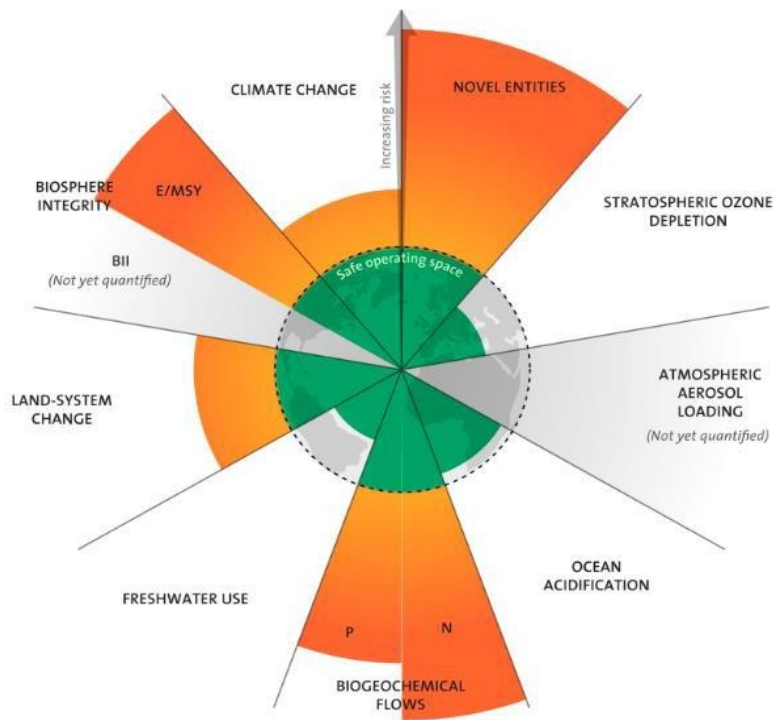 CLIMATE CHANGE
Increasing risk
NOVEL ENTITIES
STRATOSPHERIC OZONE
DEPLETION
ATMOSPHERIC
AEROSOL
LOADING
(Not yet quantified)
OCEAN
ACIDIFICATION
N
P
BIOGEOCHEMICAL
FLOWS
FRESHWATER USE
LAND-SYSTEM
CHANGE
BII
(Not yet quantified)
BIOSPHERE
INTEGRITY
E/MSY
Safe operating space